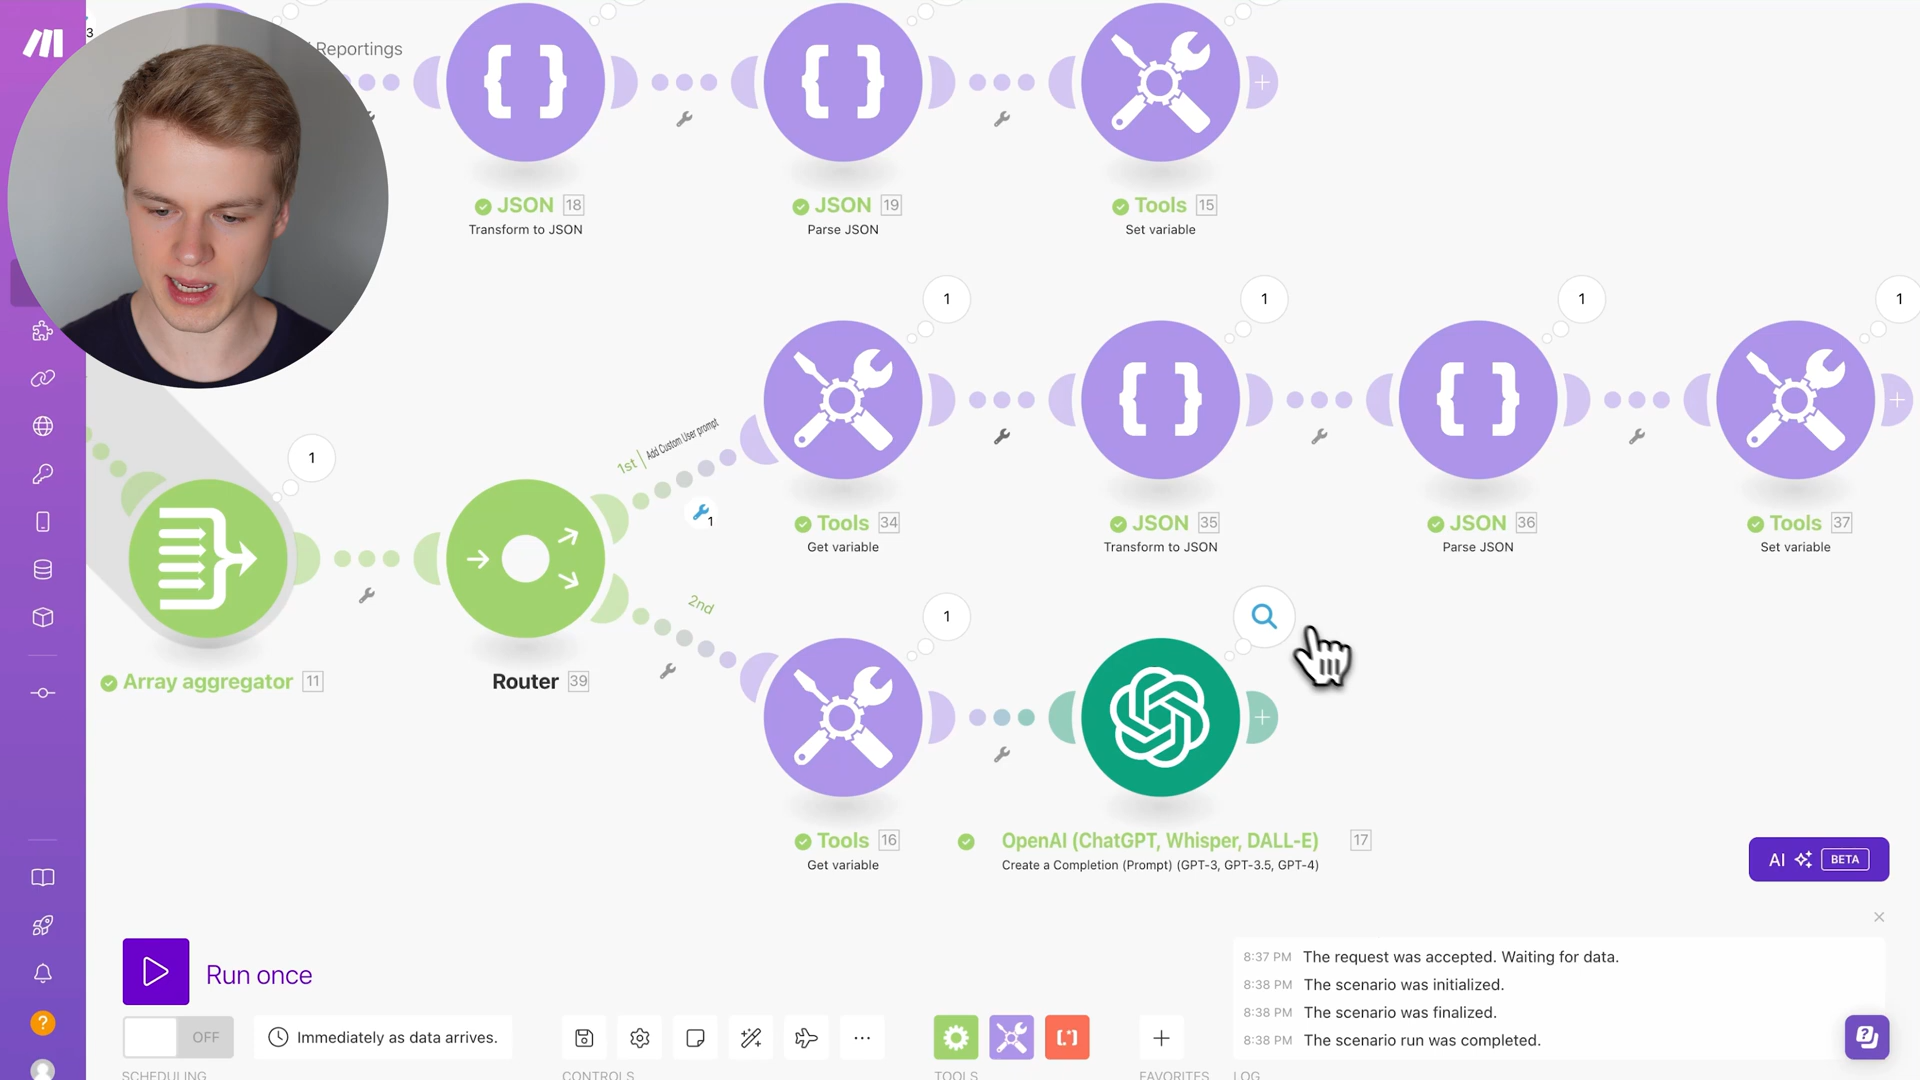 3
Reportings
JSON 18
Transform to JSON
JSON 19
Parse JSON
Tools 15
Set variable
1
1
1
1
1st | Add Custom User prompt
1
1
Tools 34
Get variable
JSON 35
Transform to JSON
JSON 36
Parse JSON
Tools 37
Set variable
2nd
1
Array aggregator 11
Router 39
Tools 16
Get variable
OpenAI (ChatGPT, Whisper, DALL-E) 17
Create a Completion (Prompt) (GPT-3, GPT-3.5, GPT-4)
AI BETA
Run once
8:37 PM The request was accepted. Waiting for data.
8:38 PM The scenario was initialized.
8:38 PM The scenario was finalized.
8:38 PM The scenario run was completed.
OFF
Immediately as data arrives.
?
SCHEDULING
CONTROLS
TOOLS
FAVORITES
LOG